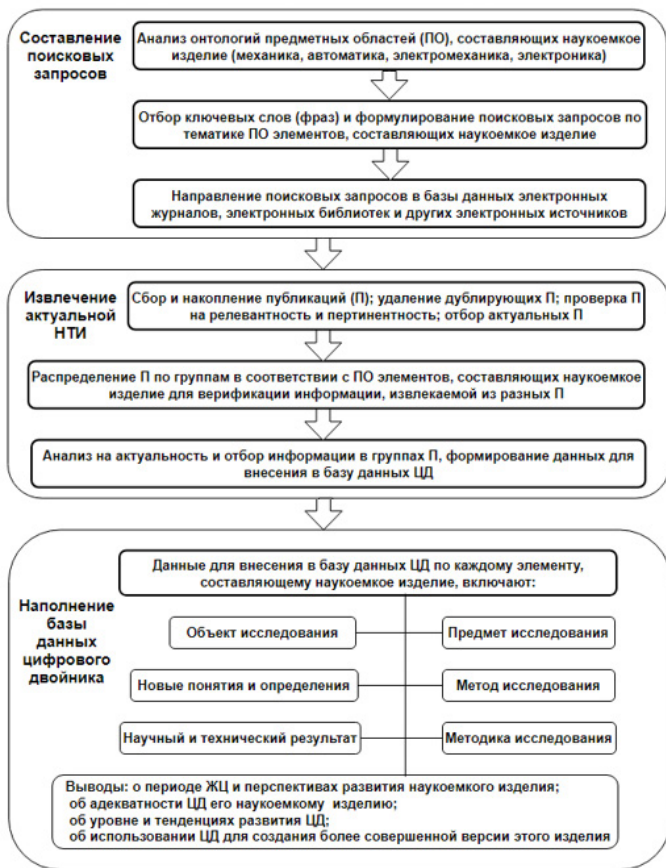 Составление
поисковых
запросов
Анализ онтологий предметных областей (ПО), составляющих наукоемкое
изделие (механика, автоматика, электромеханика, электроника)
Отбор ключевых слов (фраз) и формулирование поисковых запросов по
тематике ПО элементов, составляющих наукоемкое изделие
Направление поисковых запросов в базы данных электронных
журналов, электронных библиотек и других электронных источников
Извлечение
актуальной
НТИ
Сбор и накопление публикаций (П); удаление дублирующих П; проверка П
на релевантность и пертинентность; отбор актуальных П
Распределение П по группам в соответствии с ПО элементов, составляющих наукоемкое
изделие для верификации информации, извлекаемой из разных П
Анализ на актуальность и отбор информации в группах П, формирование данных для
внесения в базу данных ЦД
Наполнение
базы
данных
цифрового
двойника
Данные для внесения в базу данных ЦД по каждому элементу,
составляющему наукоемкое изделие, включают:
Объект исследования
Предмет исследования
Новые понятия и определения
Метод исследования
Научный и технический результат
Методика исследования
Выводы: о периоде ЖЦ и перспективах развития наукоемкого изделия;
об адекватности ЦД его наукоемкому изделию;
об уровне и тенденциях развития ЦД;
об использовании ЦД для создания более совершенной версии этого изделия